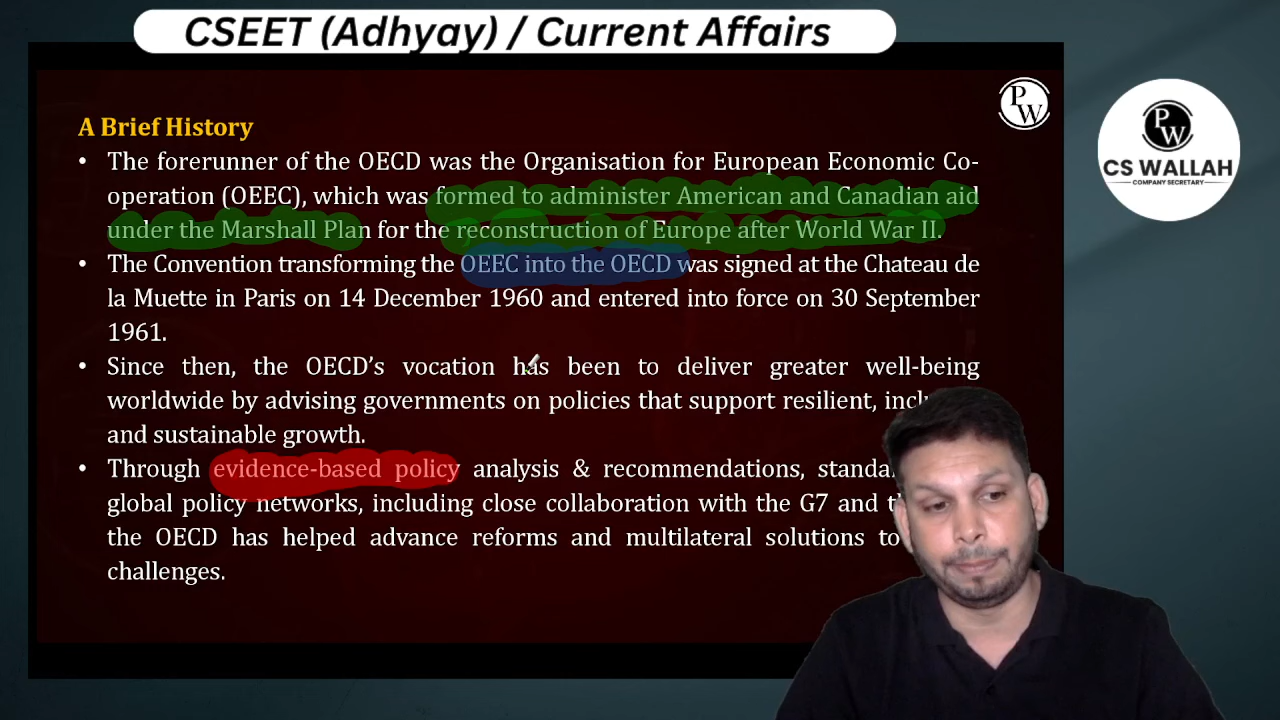 CSEET (Adhyay) / Current Affairs
PW
PW
CS WALLAH
COMPANY SECRETARY
A Brief History
• The forerunner of the OECD was the Organisation for European Economic Co-
operation (OEEC), which was formed to administer American and Canadian aid
under the Marshall Plan for the reconstruction of Europe after World War II.
• The Convention transforming the OEEC into the OECD was signed at the Chateau de
la Muette in Paris on 14 December 1960 and entered into force on 30 September
1961.
• Since then, the OECD’s vocation has been to deliver greater well-being
worldwide by advising governments on policies that support resilient,
and sustainable growth.
• Through evidence-based policy analysis & recommendations,
global policy networks, including close collaboration with the G7 and
the OECD has helped advance reforms and multilateral solutions to
challenges.